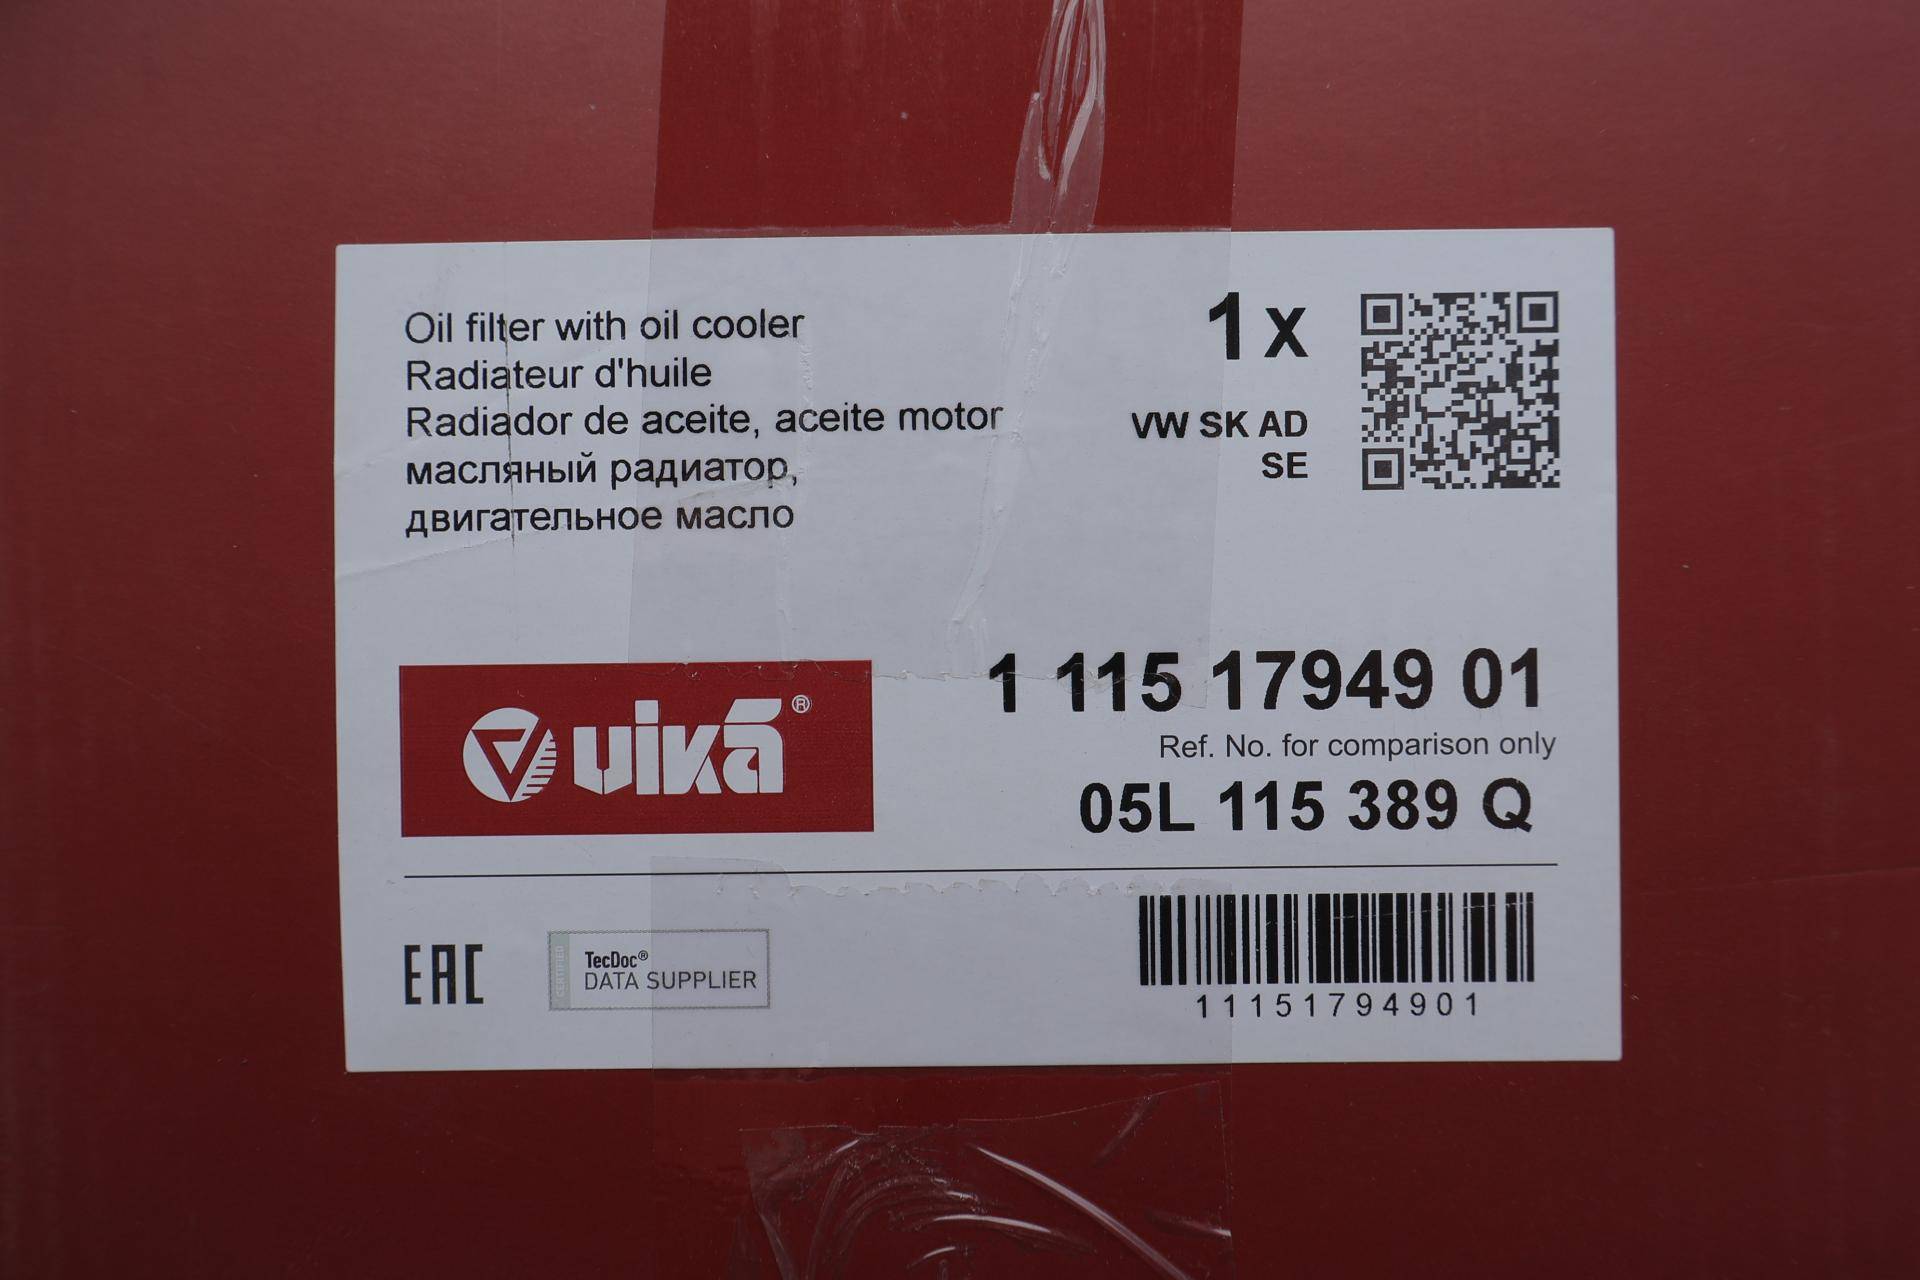 Oil filter with oil cooler
Radiateur d'huile
Radiador de aceite, aceite motor
масляный радиатор,
двигательное масло
1 x
VW SK AD
SE
vika®
1 115 17949 01
Ref. No. for comparison only
05L 115 389 Q
EAC
CERTIFIED
TecDoc®
DATA SUPPLIER
11151794901